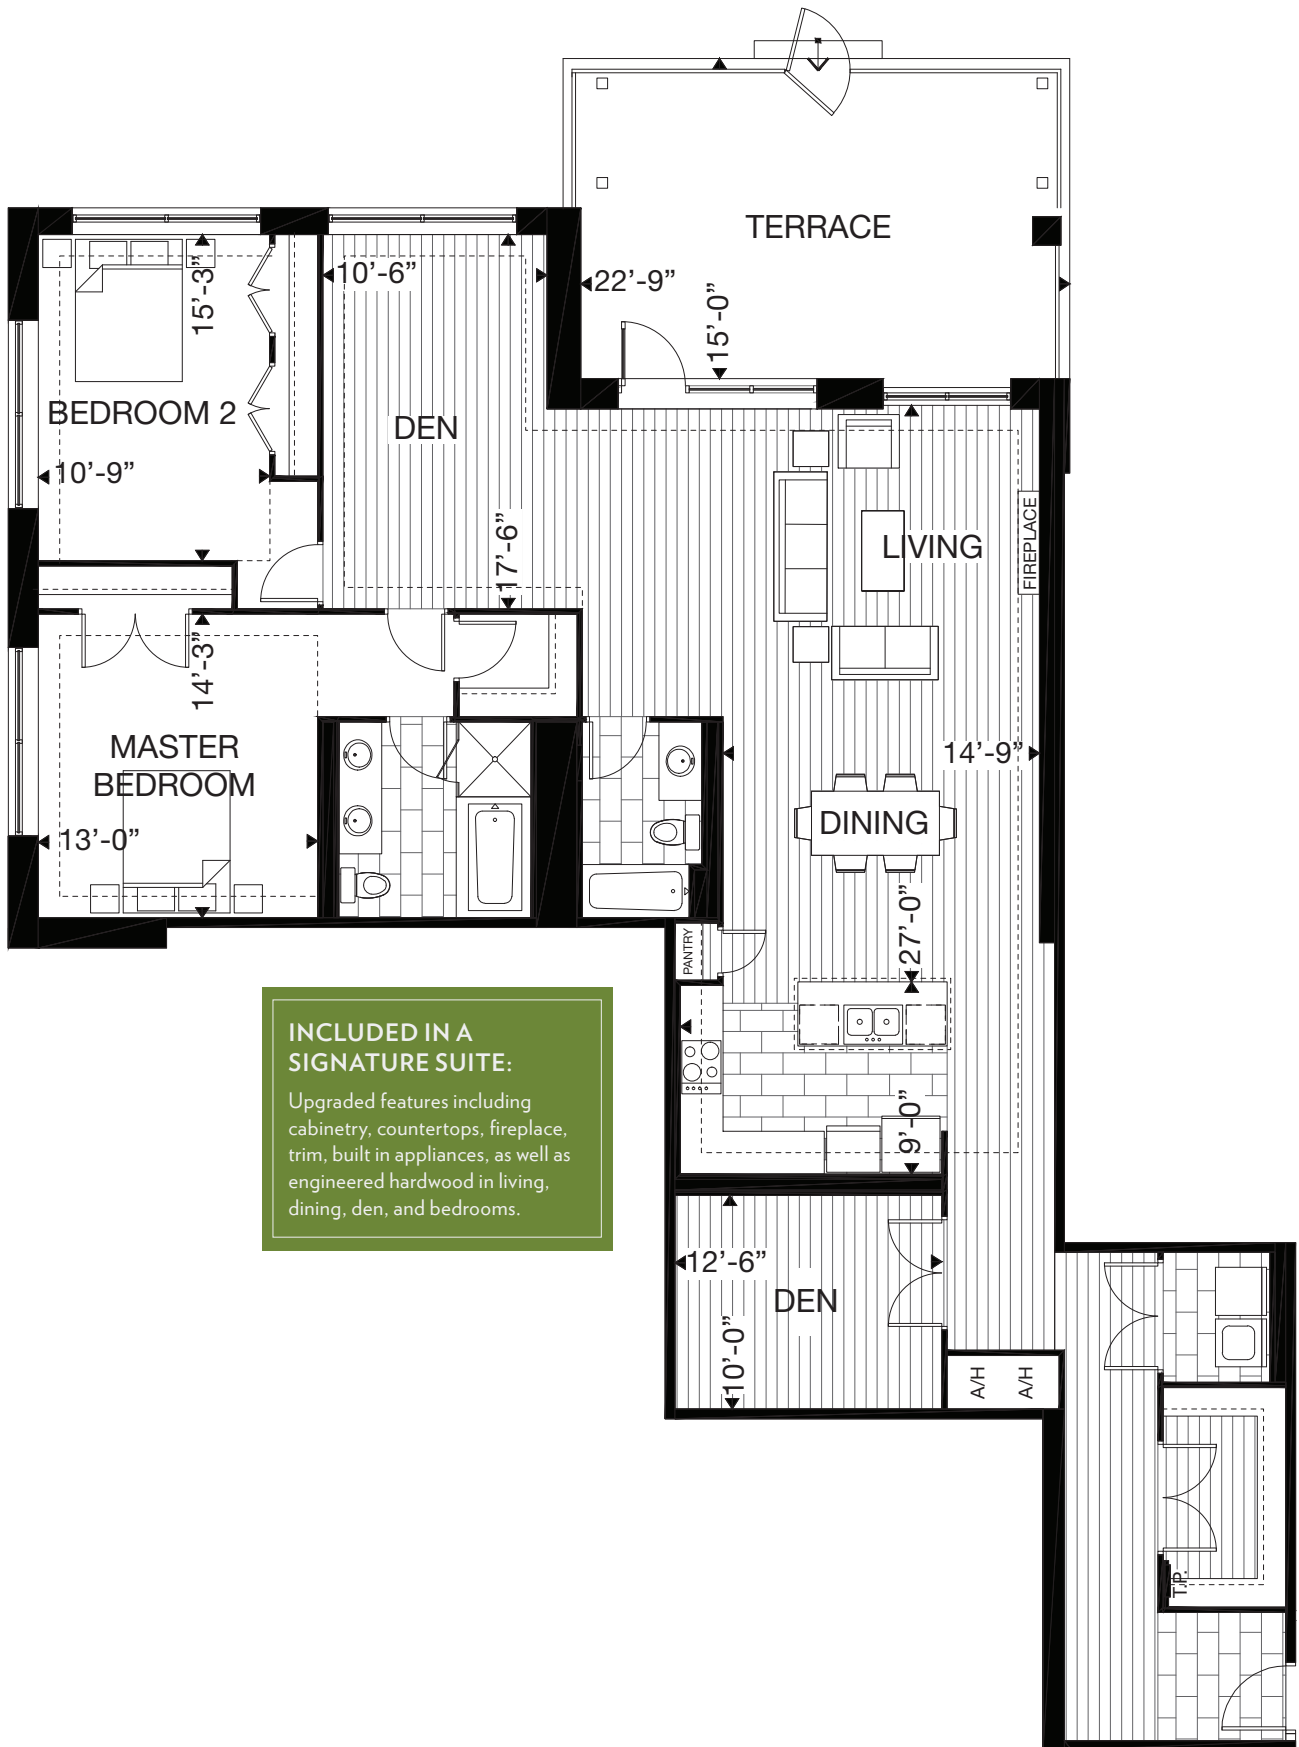 TERRACE
22’-9”
15’-0”
15’-3”
10’-6”
BEDROOM 2
DEN
10’-9”
17’-6”
LIVING
FIREPLACE
14’-3”
MASTER
BEDROOM
13’-0”
14’-9”
DINING
27’-0”
PANTRY
9’-0”
INCLUDED IN A
SIGNATURE SUITE:
Upgraded features including
cabinetry, countertops, fireplace,
trim, built in appliances, as well as
engineered hardwood in living,
dining, den, and bedrooms.
12’-6”
DEN
10’-0”
A/H
A/H
T.P.